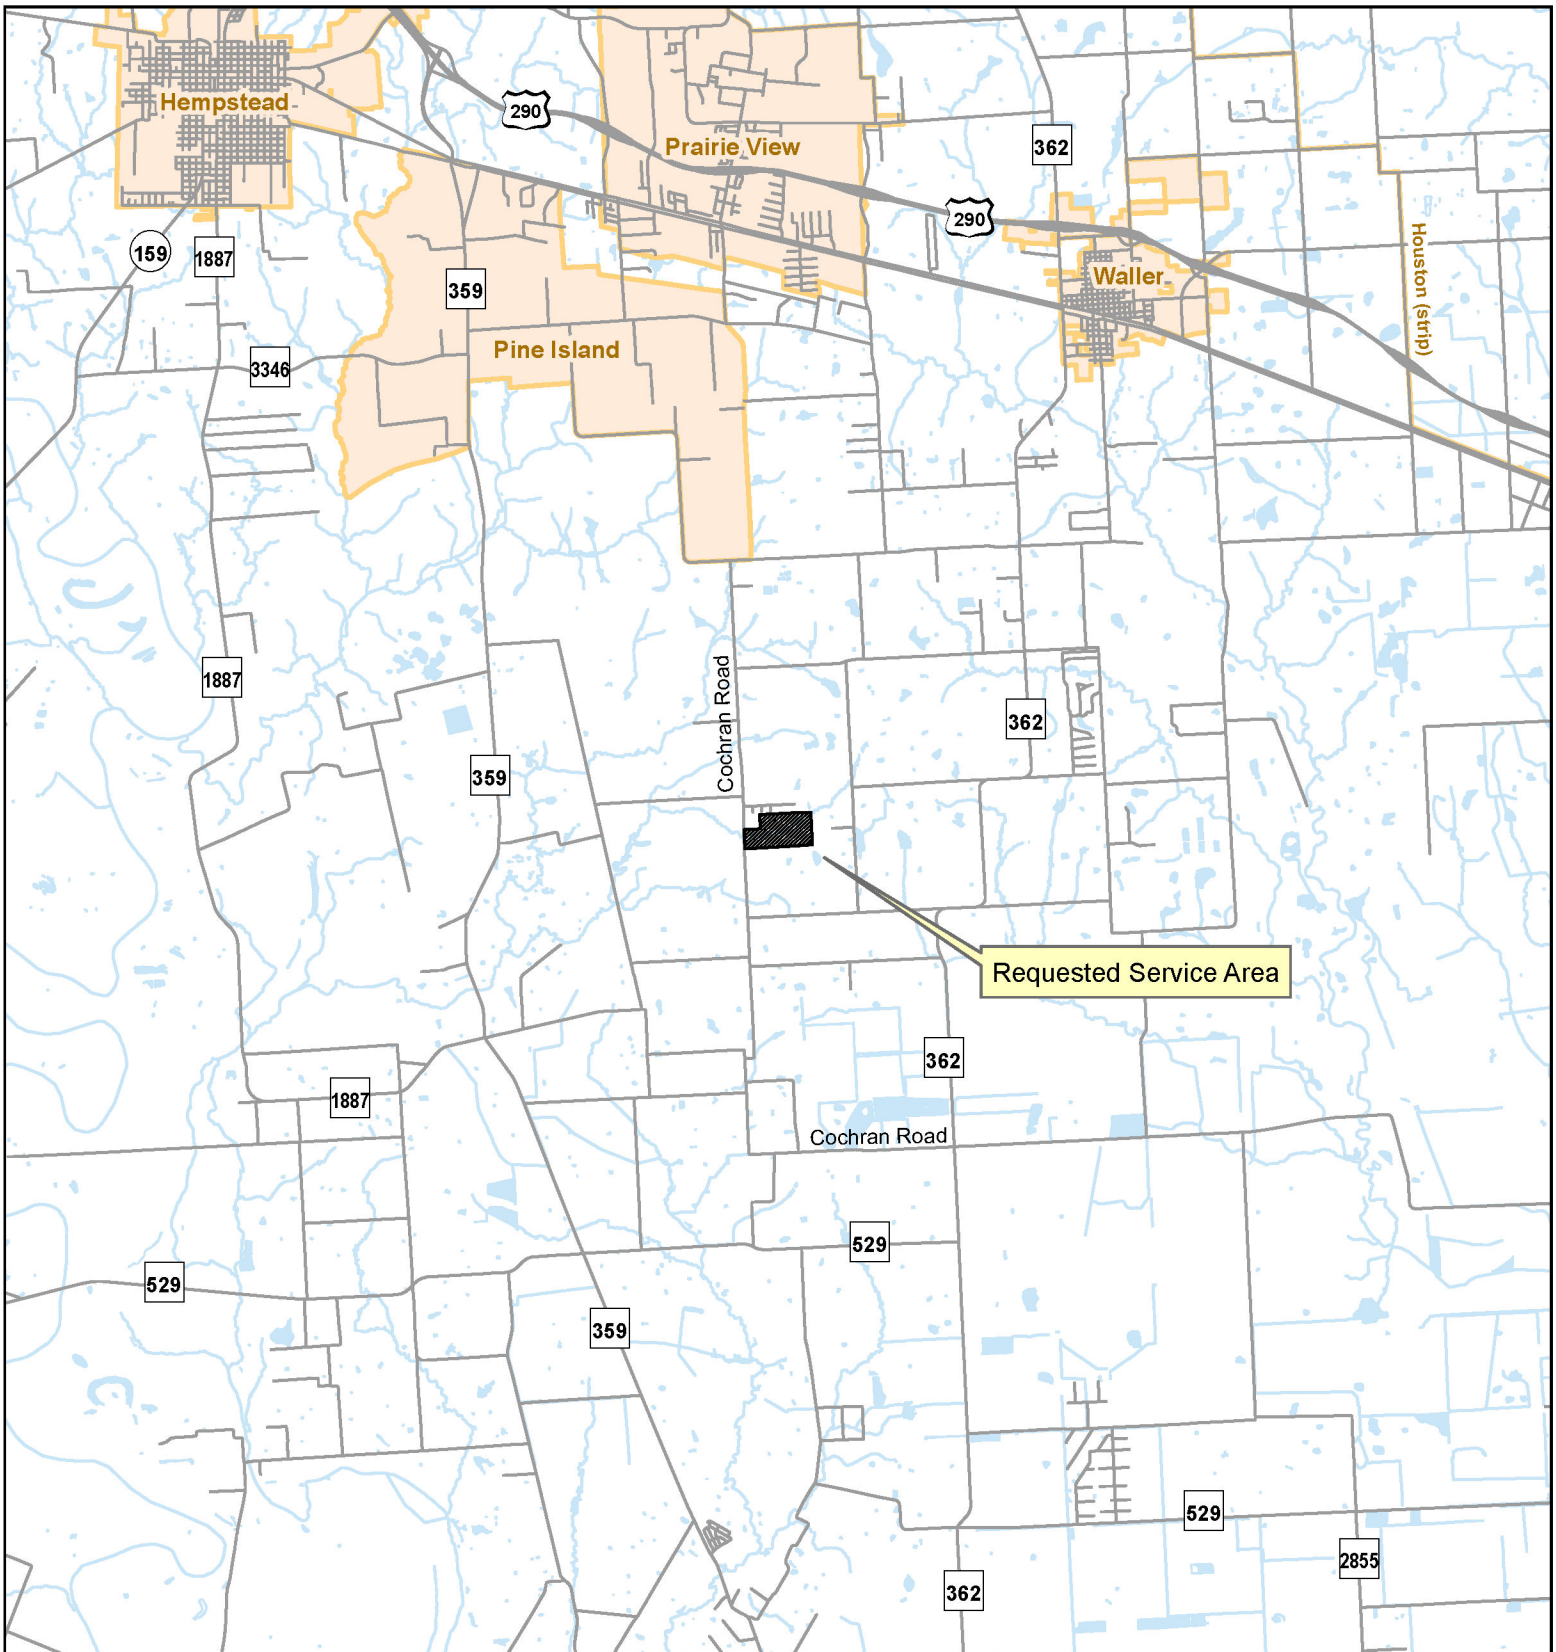 Hempstead
290
Prairie View
362
290
159
1887
359
Waller
Houston (strip)
Pine Island
3346
1887
Cochran Road
362
359
Requested Service Area
362
1887
Cochran Road
529
529
359
529
2855
362